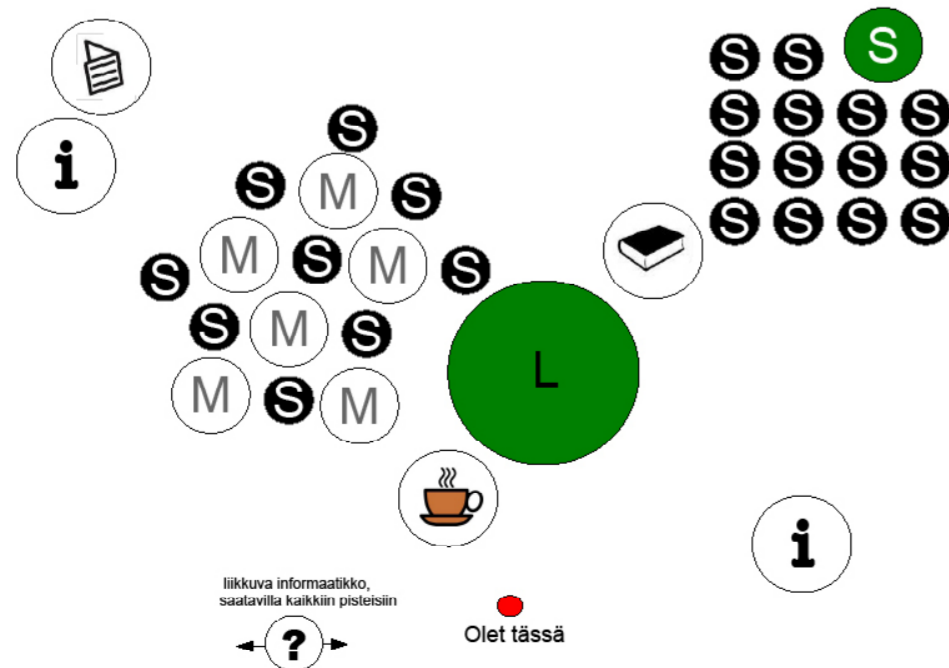 S S S
i
S
S S S S
M
S S
S S S S
M S M S
S
S S S S
L
S M S
M S M
i
liikkuva informaatikko,
saatavilla kaikkiin pisteisiin
?
Olet tässä